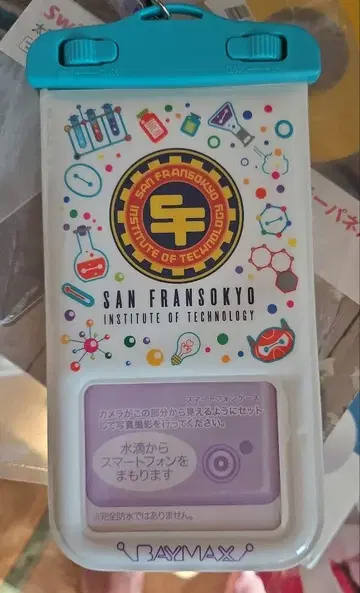 SAN FRANSOKYO
INSTITUTE OF TECHNOLOGY
SAN FRANSOKYO
INSTITUTE OF TECHNOLOGY
スマートフォンケース
カメラがこの部分から見えるようにセット
して写真撮影を行ってください。
水滴から
スマートフォンを
まもります
※完全防水ではありません。
BAYMAX